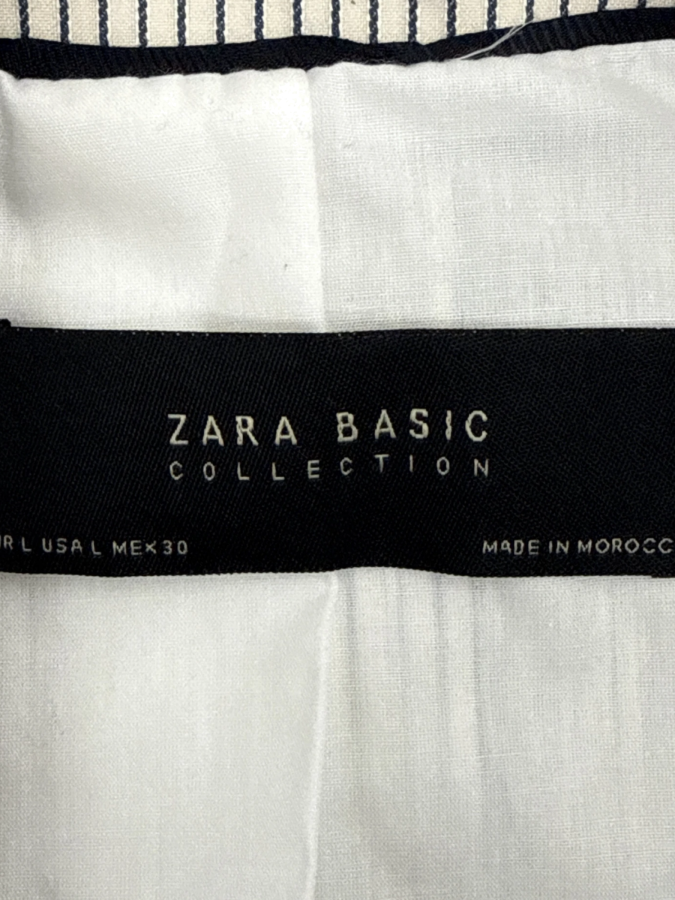 ZARA BASIC
COLLECTION
R L USA L MEX 30
MADE IN MOROCC